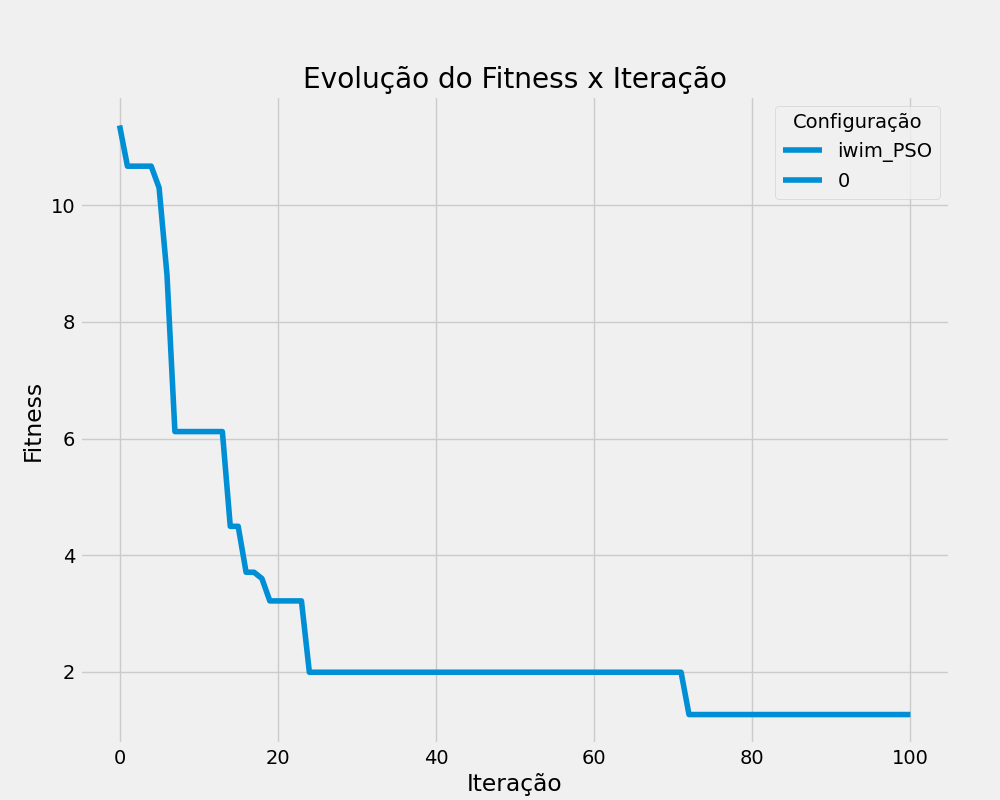 Evolução do Fitness x Iteração
Configuração
iwim_PSO
0
Fitness
10
8
6
4
2
0 20 40 60 80 100
Iteração